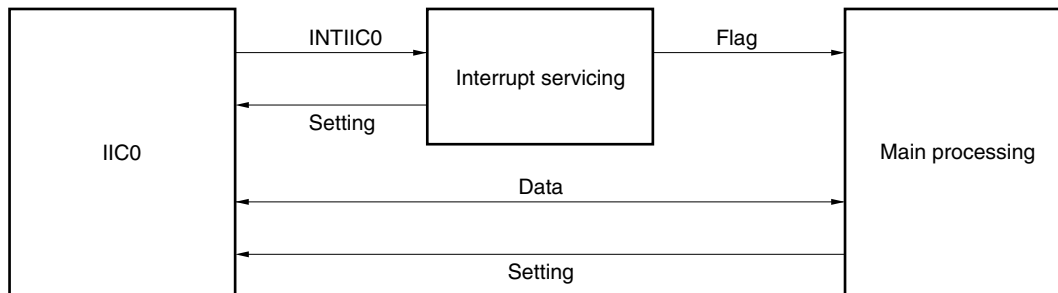 INTIIC0
Flag
Interrupt servicing
Setting
IIC0
Main processing
Data
Setting